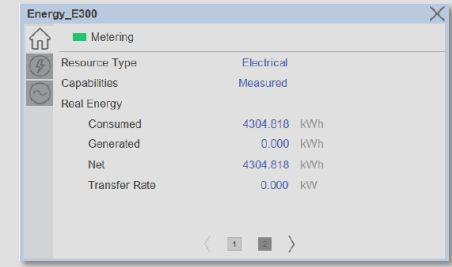 Energy_E300
Metering
Resource Type Electrical
Capabilities Measured
Real Energy
Consumed 4304.818 kWh
Generated 0.000 kWh
Net 4304.818 kWh
Transfer Rate 0.000 kW
1